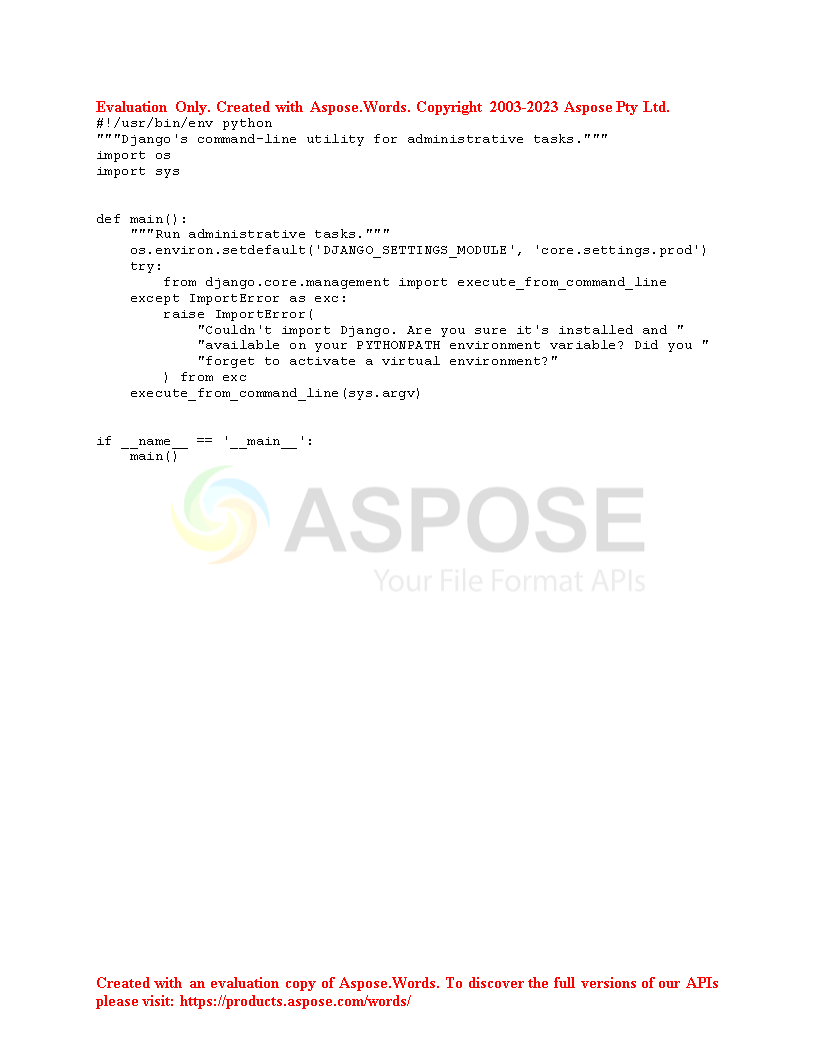 Evaluation Only. Created with Aspose.Words. Copyright 2003-2023 Aspose Pty Ltd.
#!/usr/bin/env python
"""Django's command-line utility for administrative tasks."""
import os
import sys
def main():
    """Run administrative tasks."""
    os.environ.setdefault('DJANGO_SETTINGS_MODULE', 'core.settings.prod')
    try:
        from django.core.management import execute_from_command_line
    except ImportError as exc:
        raise ImportError(
            "Couldn't import Django. Are you sure it's installed and "
            "available on your PYTHONPATH environment variable? Did you "
            "forget to activate a virtual environment?"
        ) from exc
    execute_from_command_line(sys.argv)
if __name__ == '__main__':
    main()
ASPOSE
Your File Format APIs
Created with an evaluation copy of Aspose.Words. To discover the full versions of our APIs
please visit: https://products.aspose.com/words/